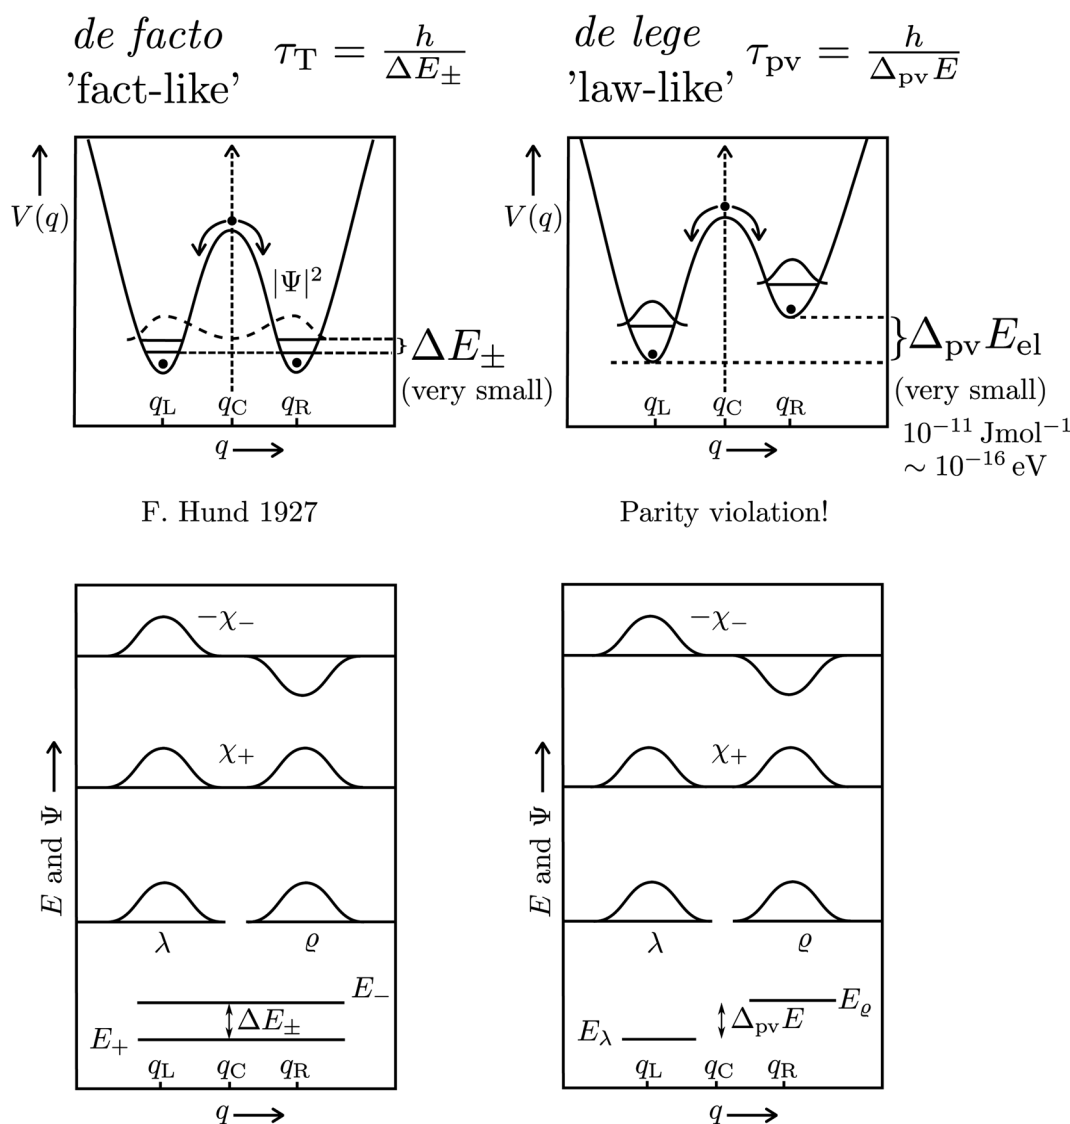 de facto
'fact-like'
τ_T = h/ΔE_±
de lege
'law-like'
τ_pv = h/Δ_pv E
V(q)
|Ψ|²
ΔE_±
(very small)
q_L q_C q_R
q
V(q)
Δ_pv E_el
(very small)
10⁻¹¹ Jmol⁻¹
∼ 10⁻¹⁶ eV
q_L q_C q_R
q
F. Hund 1927
Parity violation!
E and Ψ
−χ_−
χ_+
λ ϱ
E_−
ΔE_±
E_+
q_L q_C q_R
q
E and Ψ
−χ_−
χ_+
λ ϱ
E_ϱ
Δ_pv E
E_λ
q_L q_C q_R
q